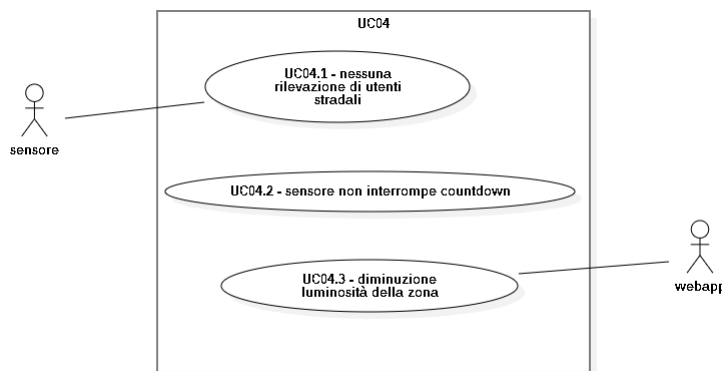 UC04
UC04.1 - nessuna
rilevazione di utenti
stradali
sensore
UC04.2 - sensore non interrompe countdown
UC04.3 - diminuzione
luminosità della zona
webapp